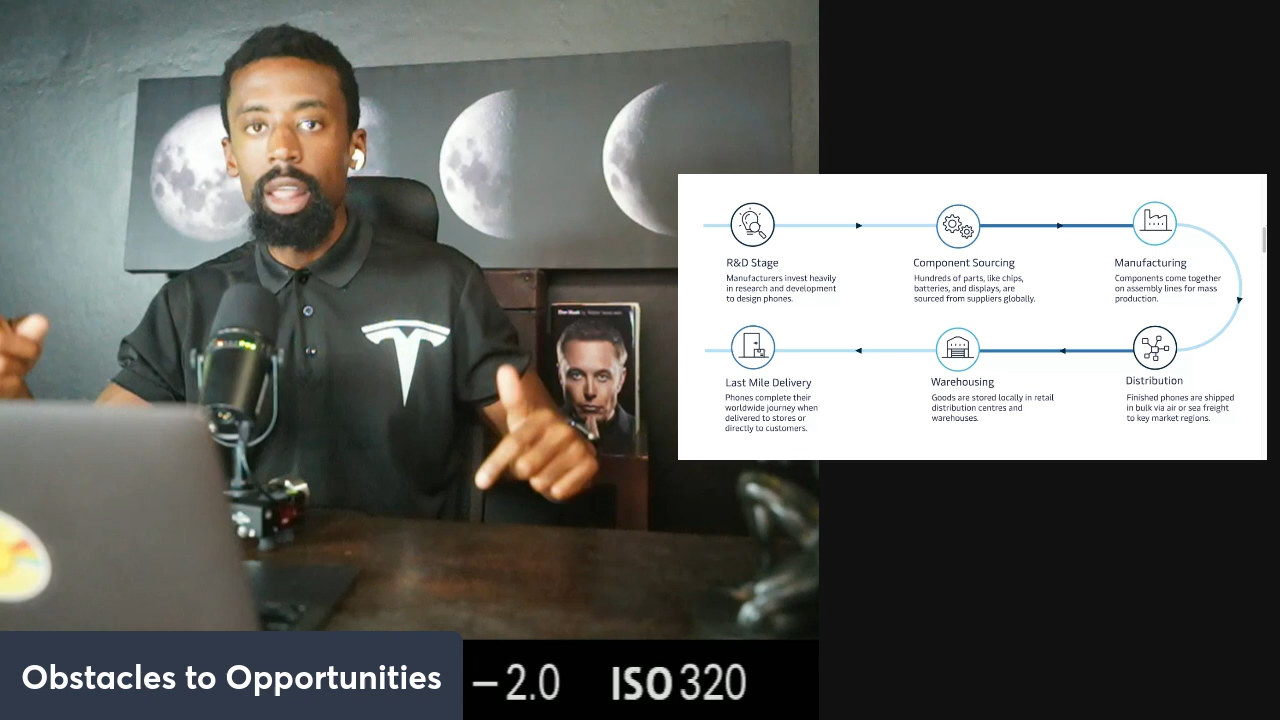 R&D Stage
Manufacturers invest heavily
in research and development
to design phones.
Component Sourcing
Hundreds of parts, like chips,
batteries, and displays, are
sourced from suppliers globally.
Manufacturing
Components come together
on assembly lines for mass
production.
Last Mile Delivery
Phones complete their
worldwide journey when
delivered to stores or
directly to customers.
Warehousing
Goods are stored locally in retail
distribution centres and
warehouses.
Distribution
Finished phones are shipped
in bulk via air or sea freight
to key market regions.
Obstacles to Opportunities
–2.0 ISO 320